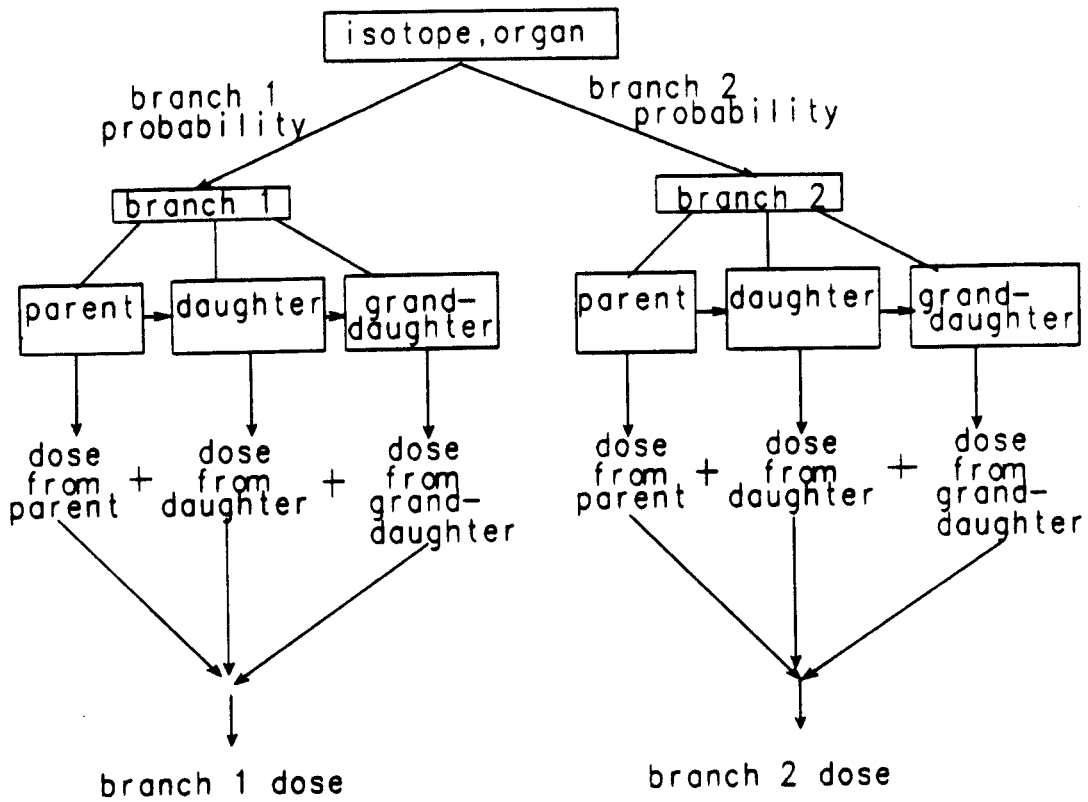 isotope, organ
branch 1
probability
branch 2
probability
branch 1
branch 2
parent
daughter
grand-
daughter
parent
daughter
grand-
daughter
dose
from
parent
+
dose
from
daughter
+
dose
from
grand-
daughter
dose
from
parent
+
dose
from
daughter
+
dose
from
grand-
daughter
branch 1 dose
branch 2 dose